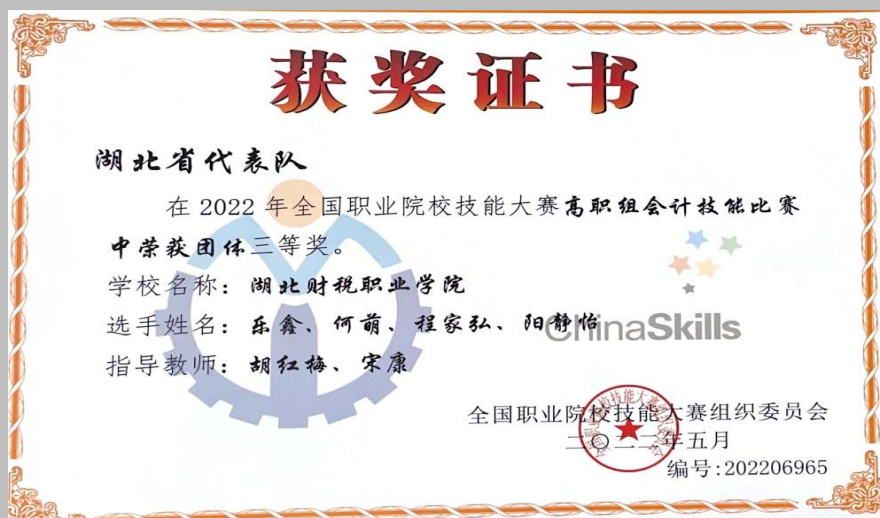 获奖证书
湖北省代表队
在 2022 年全国职业院校技能大赛高职组会计技能比赛
中荣获团体三等奖。
学校名称：湖北财税职业学院
选手姓名：乐鑫、何萌、程家弘、阳静怡
ChinaSkills
指导教师：胡红梅、宋康
全国职业院校技能大赛组织委员会
二〇二二年五月
编号:202206965